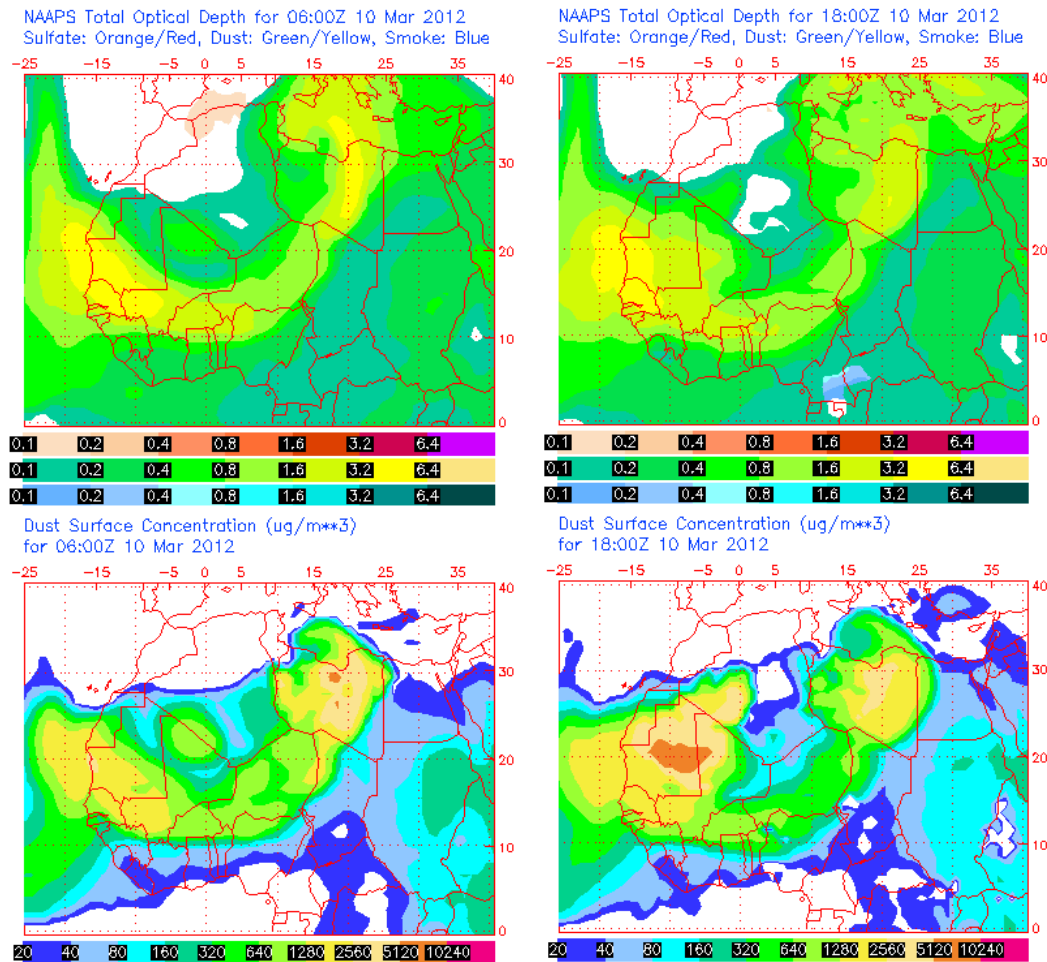 NAAPS Total Optical Depth for 06:00Z 10 Mar 2012
Sulfate: Orange/Red, Dust: Green/Yellow, Smoke: Blue
-25 -15 -5 0 5 15 25 35 40
30
20
10
0
0.1 0.2 0.4 0.8 1.6 3.2 6.4
0.1 0.2 0.4 0.8 1.6 3.2 6.4
0.1 0.2 0.4 0.8 1.6 3.2 6.4
NAAPS Total Optical Depth for 18:00Z 10 Mar 2012
Sulfate: Orange/Red, Dust: Green/Yellow, Smoke: Blue
-25 -15 -5 0 5 15 25 35 40
30
20
10
0
0.1 0.2 0.4 0.8 1.6 3.2 6.4
0.1 0.2 0.4 0.8 1.6 3.2 6.4
0.1 0.2 0.4 0.8 1.6 3.2 6.4
Dust Surface Concentration (ug/m**3)
for 06:00Z 10 Mar 2012
-25 -15 -5 0 5 15 25 35
40
30
20
10
0
20 40 80 160 320 640 1280 2560 5120 10240
Dust Surface Concentration (ug/m**3)
for 18:00Z 10 Mar 2012
-25 -15 -5 0 5 15 25 35
40
30
20
10
0
20 40 80 160 320 640 1280 2560 5120 10240